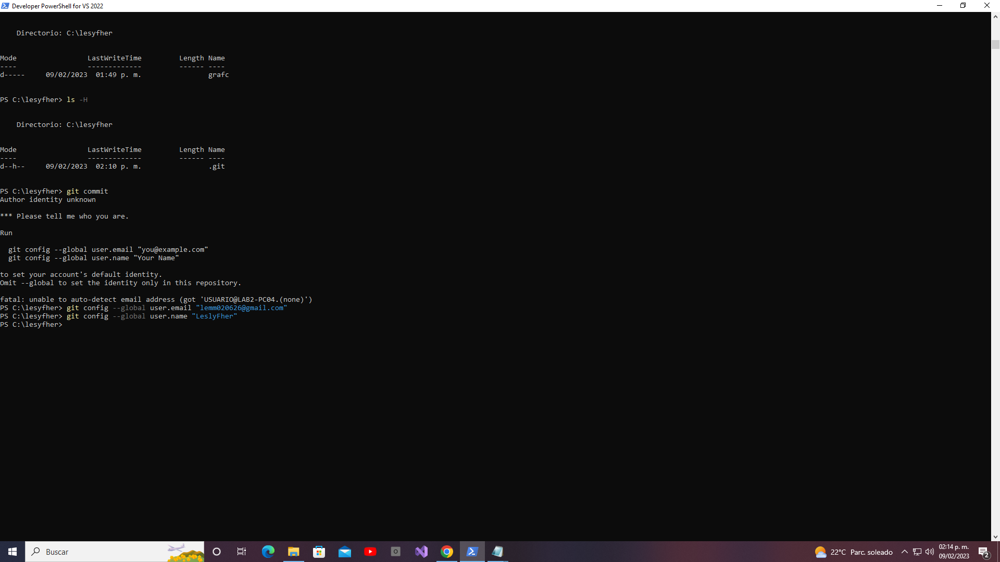 Developer PowerShell for VS 2022
    Directorio: C:\lesyfher
Mode                 LastWriteTime         Length Name
----                 -------------         ------ ----
d-----     09/02/2023  01:49 p. m.                grafc
PS C:\lesyfher> ls -H
    Directorio: C:\lesyfher
Mode                 LastWriteTime         Length Name
----                 -------------         ------ ----
d--h--     09/02/2023  02:10 p. m.                .git
PS C:\lesyfher> git commit
Author identity unknown
*** Please tell me who you are.
Run
  git config --global user.email "you@example.com"
  git config --global user.name "Your Name"
to set your account's default identity.
Omit --global to set the identity only in this repository.
fatal: unable to auto-detect email address (got 'USUARIO@LAB2-PC04.(none)')
PS C:\lesyfher> git config --global user.email "lemm020626@gmail.com"
PS C:\lesyfher> git config --global user.name "LeslyFher"
PS C:\lesyfher>
Buscar
22°C Parc. soleado
02:14 p. m.
09/02/2023
2